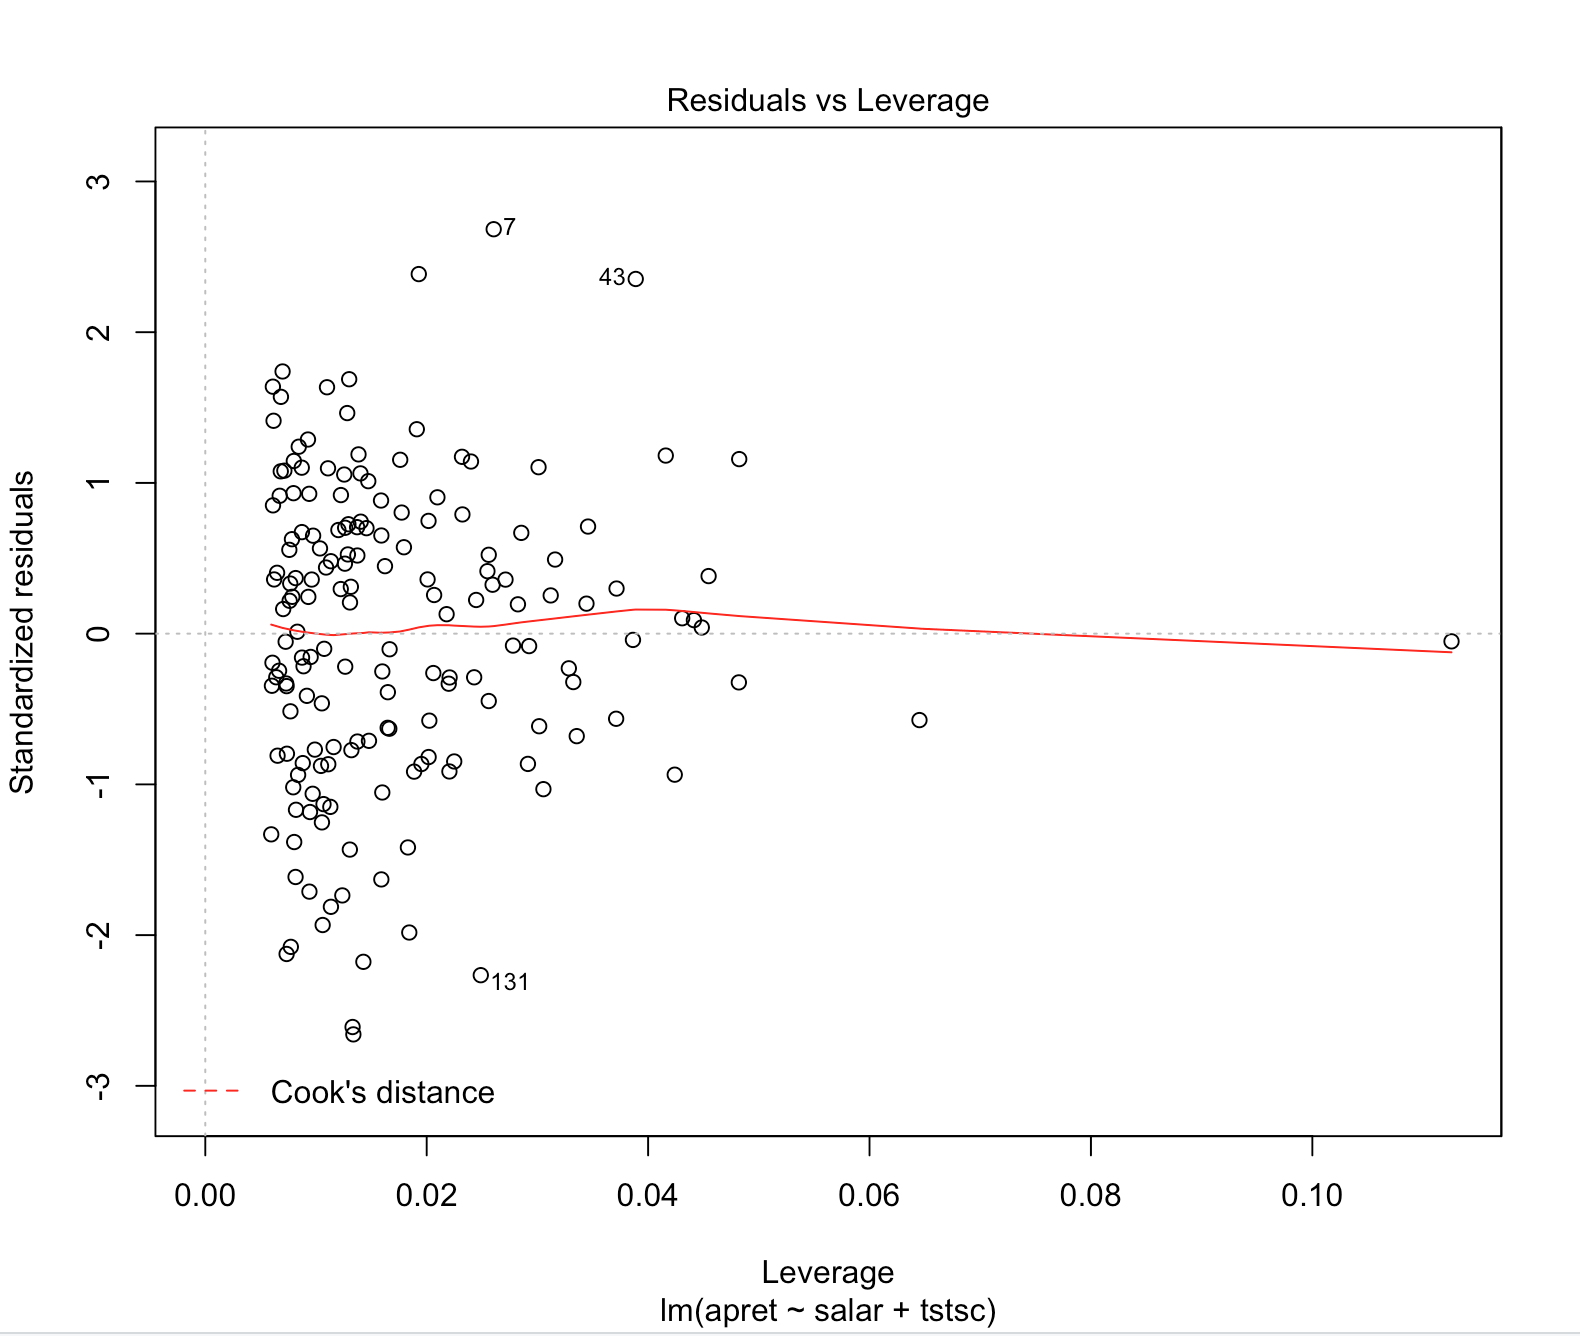 Residuals vs Leverage
Standardized residuals
3
2
1
0
-1
-2
-3
7
43
131
Cook's distance
0.00 0.02 0.04 0.06 0.08 0.10
Leverage
lm(apret ~ salar + tstsc)